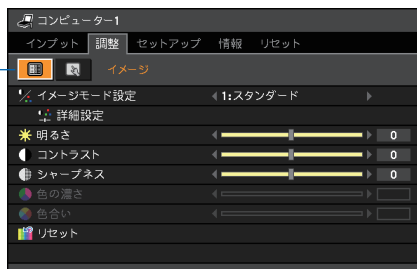 コンピューター1
インプット 調整 セットアップ 情報 リセット
イメージ
イメージモード設定 1:スタンダード
詳細設定
明るさ 0
コントラスト 0
シャープネス 0
色の濃さ
色合い
リセット